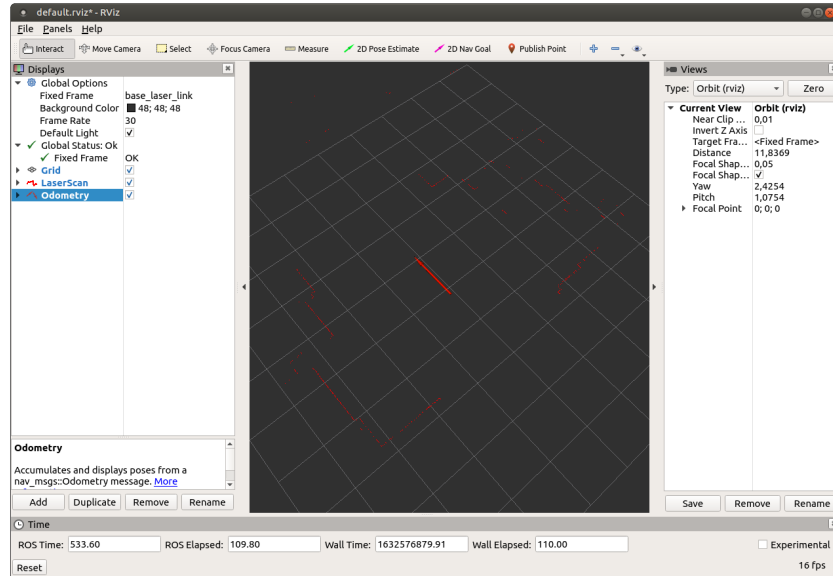 default.rviz* - RViz
File Panels Help
Interact Move Camera Select Focus Camera Measure 2D Pose Estimate 2D Nav Goal Publish Point
Displays
Global Options
Fixed Frame base_laser_link
Background Color 48; 48; 48
Frame Rate 30
Default Light
Global Status: Ok
Fixed Frame OK
Grid
LaserScan
Odometry
Odometry
Accumulates and displays poses from a
nav_msgs::Odometry message. More
Add Duplicate Remove Rename
Views
Type: Orbit (rviz) Zero
Current View Orbit (rviz)
Near Clip ... 0,01
Invert Z Axis
Target Fra... <Fixed Frame>
Distance 11,8369
Focal Shap... 0,05
Focal Shap...
Yaw 2,4254
Pitch 1,0754
Focal Point 0; 0; 0
Save Remove Rename
Time
ROS Time: 533.60 ROS Elapsed: 109.80 Wall Time: 1632576879.91 Wall Elapsed: 110.00 Experimental
Reset 16 fps